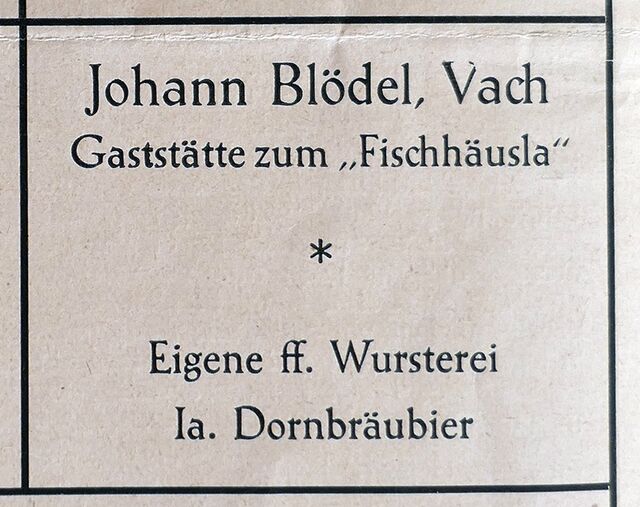 Johann Blödel, Vach
Gaststätte zum „Fischhäusla“
*
Eigene ff. Wursterei
Ia. Dornbräubier